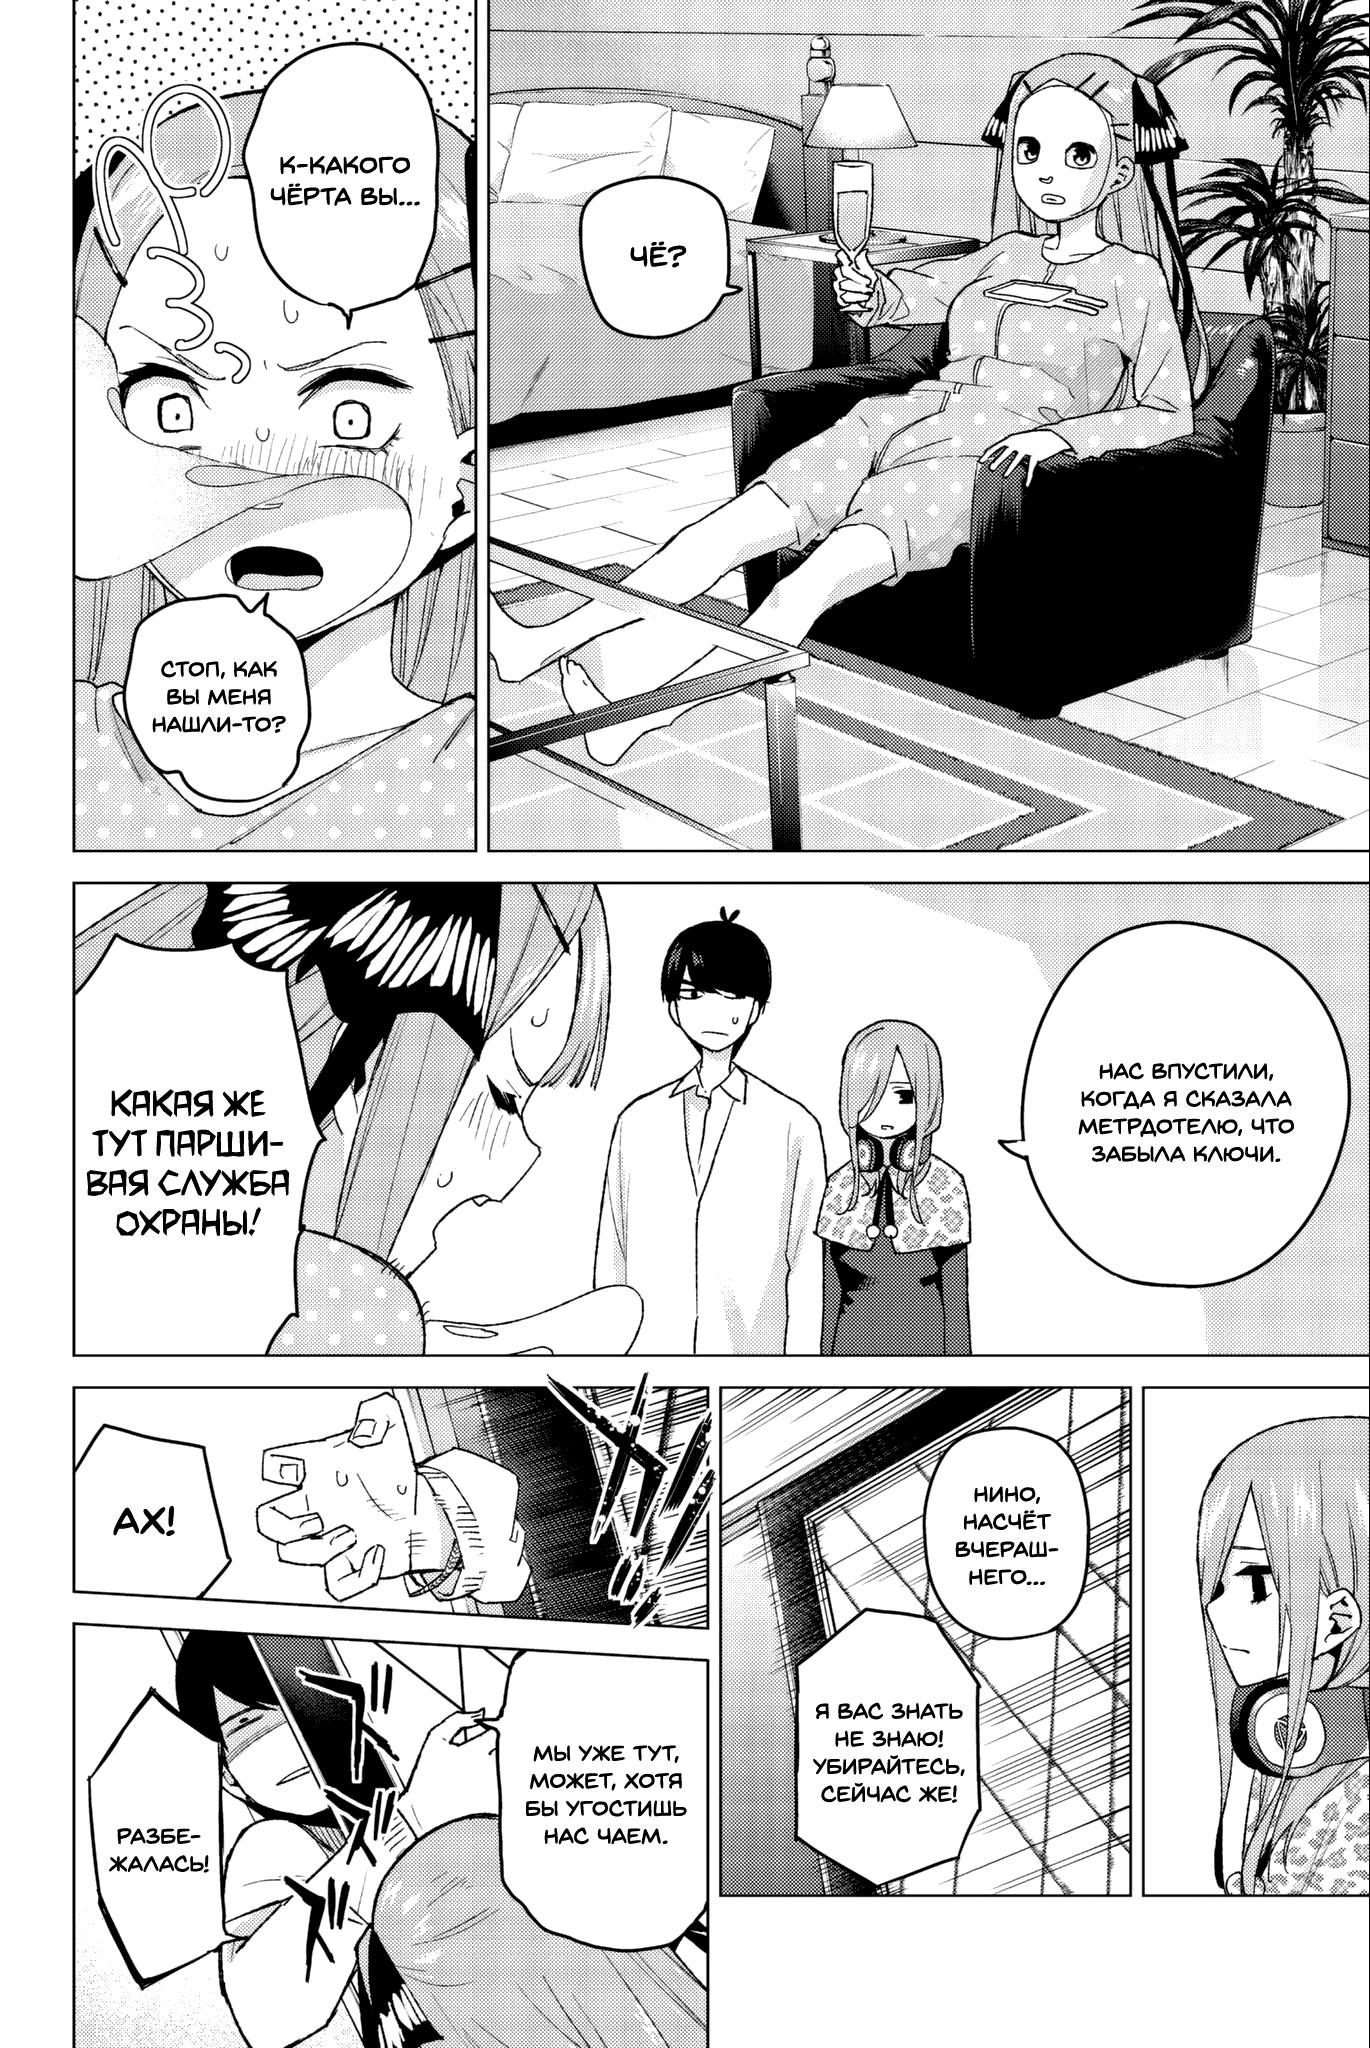 ЧЁ?
К-КАКОГО
ЧЁРТА ВЫ...
СТОП, КАК
ВЫ МЕНЯ
НАШЛИ-ТО?
НАС ВПУСТИЛИ,
КОГДА Я СКАЗАЛА
МЕТРДОТЕЛЮ, ЧТО
ЗАБЫЛА КЛЮЧИ.
КАКАЯ ЖЕ
ТУТ ПАРШИ-
ВАЯ СЛУЖБА
ОХРАНЫ!
НИНО,
НАСЧЁТ
ВЧЕРАШ-
НЕГО...
Я ВАС ЗНАТЬ
НЕ ЗНАЮ!
УБИРАЙТЕСЬ,
СЕЙЧАС ЖЕ!
АХ!
МЫ УЖЕ ТУТ,
МОЖЕТ, ХОТЯ
БЫ УГОСТИШЬ
НАС ЧАЕМ.
РАЗБЕ-
ЖАЛАСЬ!